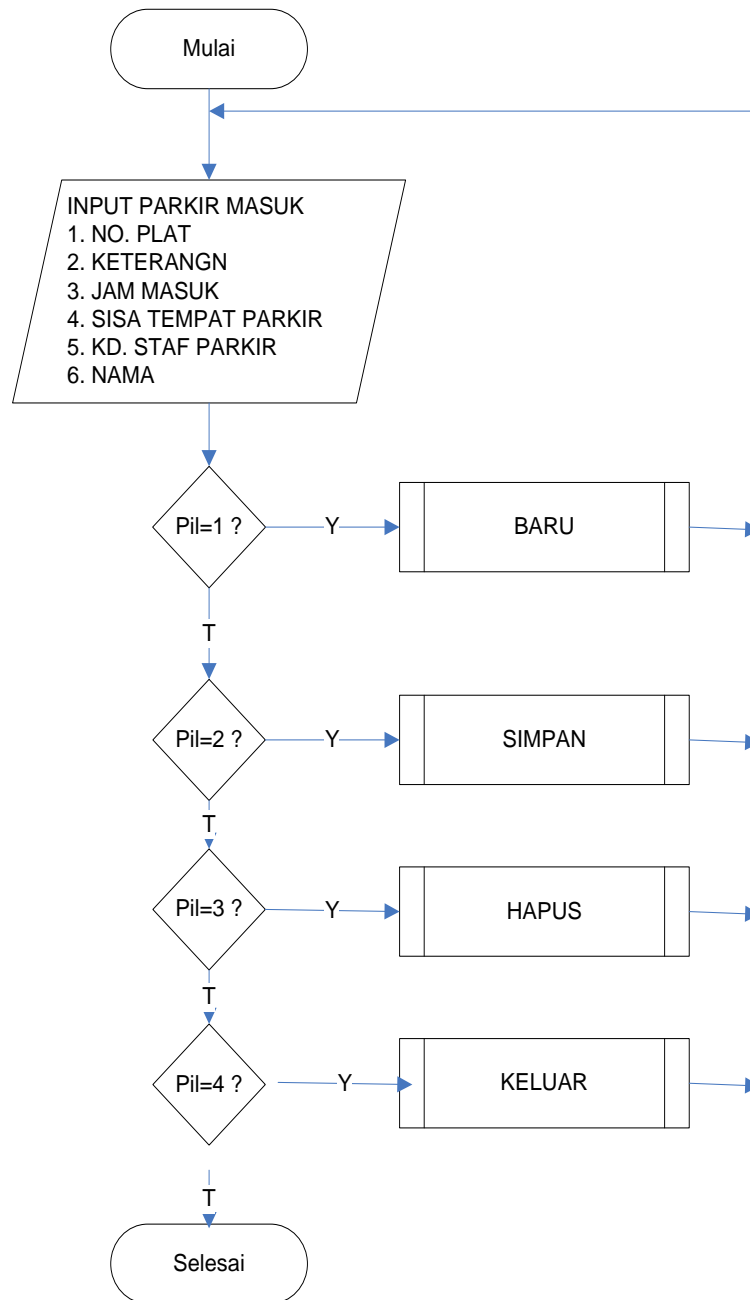 Mulai
INPUT PARKIR MASUK
1. NO. PLAT
2. KETERANGN
3. JAM MASUK
4. SISA TEMPAT PARKIR
5. KD. STAF PARKIR
6. NAMA
Pil=1 ?
Y
BARU
T
Pil=2 ?
Y
SIMPAN
T
Pil=3 ?
Y
HAPUS
T
Pil=4 ?
Y
KELUAR
T
Selesai